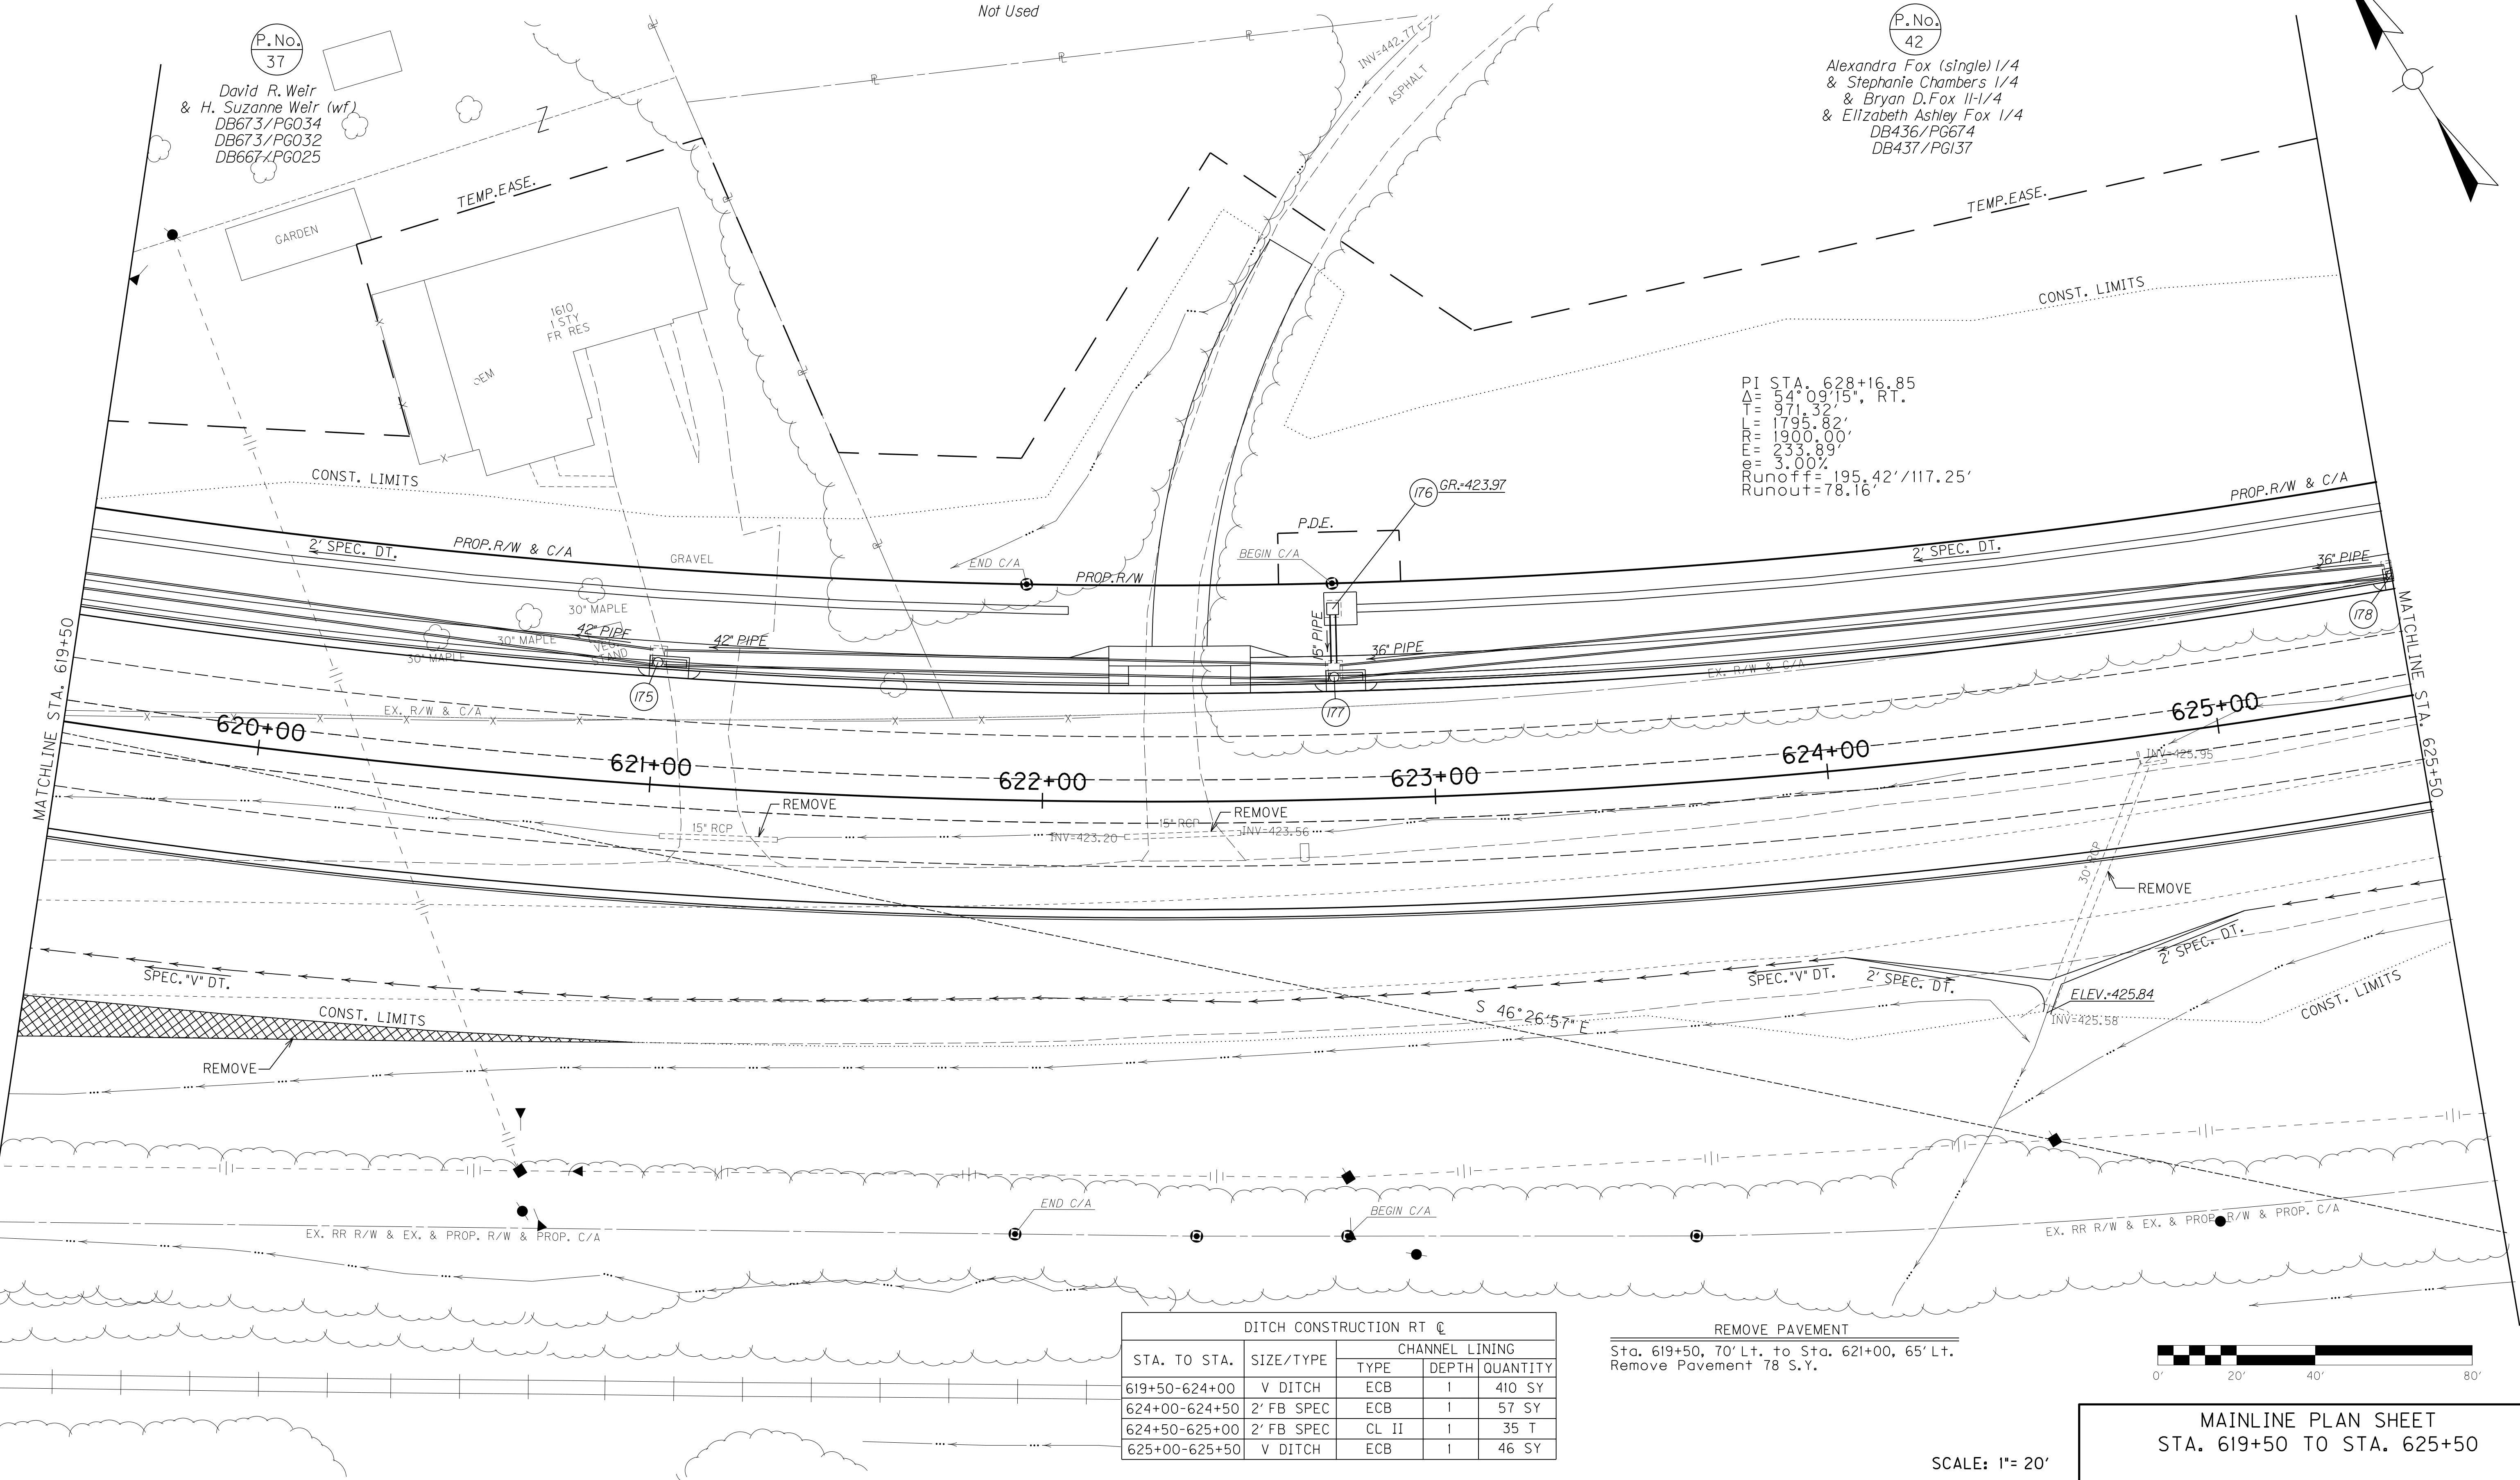 Not Used
P.No.
37
David R. Weir
& H. Suzanne Weir (wf)
DB673/PG034
DB673/PG032
DB667/PG025
P.No.
42
Alexandra Fox (single) 1/4
& Stephanie Chambers 1/4
& Bryan D. Fox II-1/4
& Elizabeth Ashley Fox 1/4
DB436/PG674
DB437/PG137
INV=442.77
ASPHALT
Z
TEMP. EASE.
TEMP. EASE.
GARDEN
1610
1 STY
FR RES
CONST. LIMITS
CONST. LIMITS
PI STA. 628+16.85
Δ= 54°09'15", RT.
T= 971.32'
L= 1795.82'
R= 1900.00'
E= 233.89'
e= 3.00%
Runoff= 195.42'/117.25'
Runout=78.16'
176
GR.=423.97
P.D.E.
PROP. R/W & C/A
PROP. R/W & C/A
2' SPEC. DT.
2' SPEC. DT.
GRAVEL
END C/A
BEGIN C/A
PROP. R/W
36" PIPE
178
30" MAPLE
30" MAPLE
30" MAPLE
42" PIPE
VEG.
STAND
42" PIPE
15" PIPE
36" PIPE
175
177
EX. R/W & C/A
EX. R/W & C/A
MATCHLINE STA. 619+50
MATCHLINE STA. 625+50
620+00
621+00
622+00
623+00
624+00
625+00
INV=425.95
15" RCP
REMOVE
INV=423.20
15" RCP
REMOVE
INV=423.56
30" RCP
REMOVE
SPEC. "V" DT.
SPEC. "V" DT.
2' SPEC. DT.
2' SPEC. DT.
ELEV.=425.84
INV=425.58
CONST. LIMITS
CONST. LIMITS
S 46°26'57" E
REMOVE
END C/A
BEGIN C/A
EX. RR R/W & EX. & PROP. R/W & PROP. C/A
EX. RR R/W & EX. & PROP. R/W & PROP. C/A
DITCH CONSTRUCTION RT ℄
STA. TO STA. SIZE/TYPE CHANNEL LINING
TYPE DEPTH QUANTITY
619+50-624+00 V DITCH ECB 1 410 SY
624+00-624+50 2' FB SPEC ECB 1 57 SY
624+50-625+00 2' FB SPEC CL II 1 35 T
625+00-625+50 V DITCH ECB 1 46 SY
REMOVE PAVEMENT
Sta. 619+50, 70' Lt. to Sta. 621+00, 65' Lt.
Remove Pavement 78 S.Y.
0' 20' 40' 80'
MAINLINE PLAN SHEET
STA. 619+50 TO STA. 625+50
SCALE: 1"= 20'